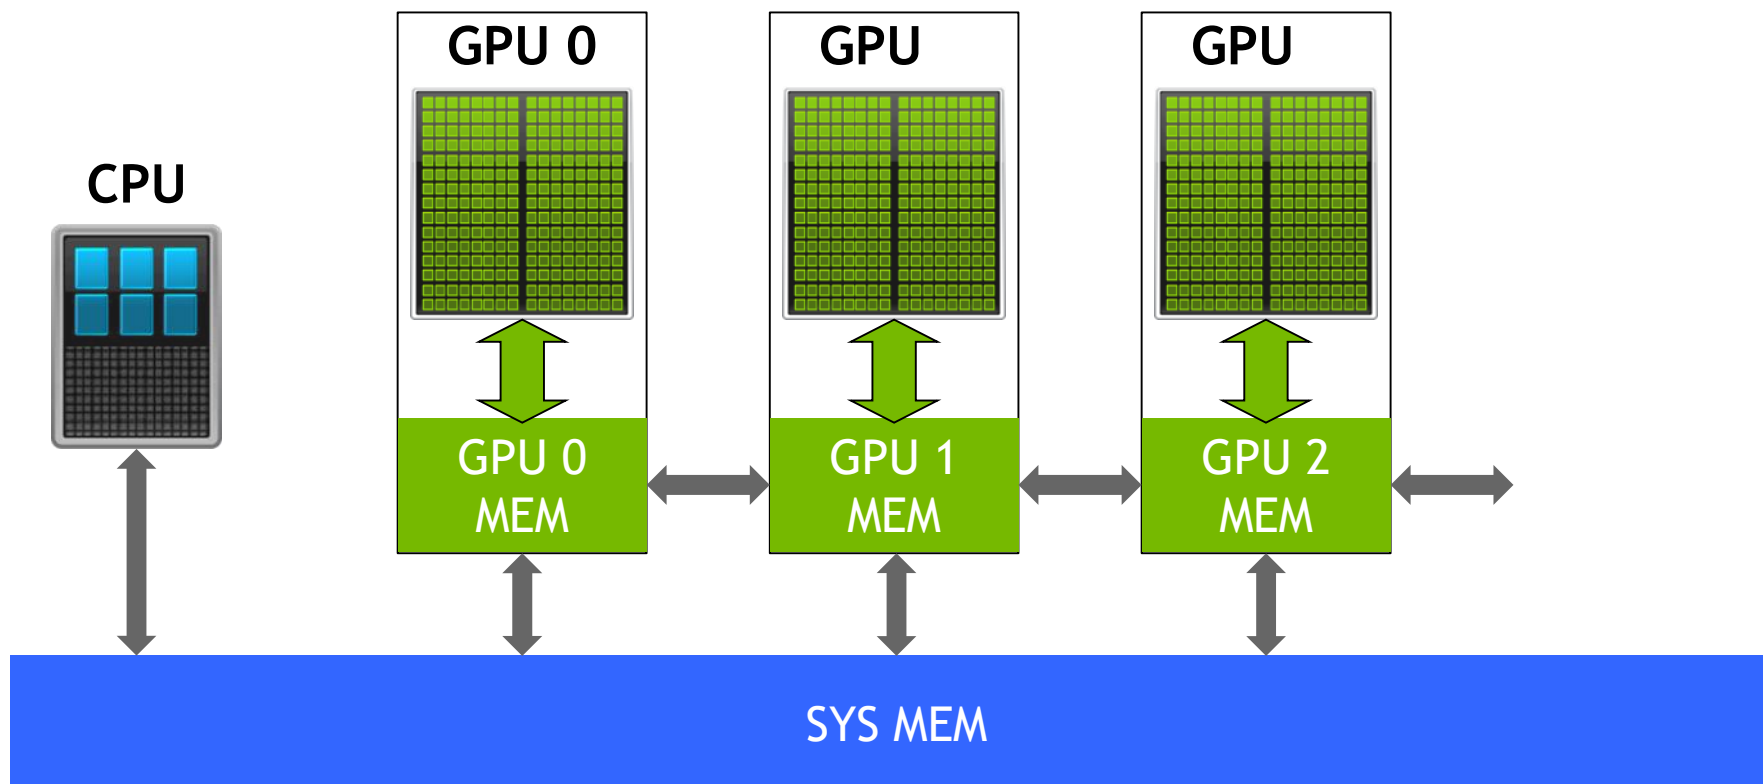 CPU
GPU 0
GPU
GPU
GPU 0
MEM
GPU 1
MEM
GPU 2
MEM
SYS MEM